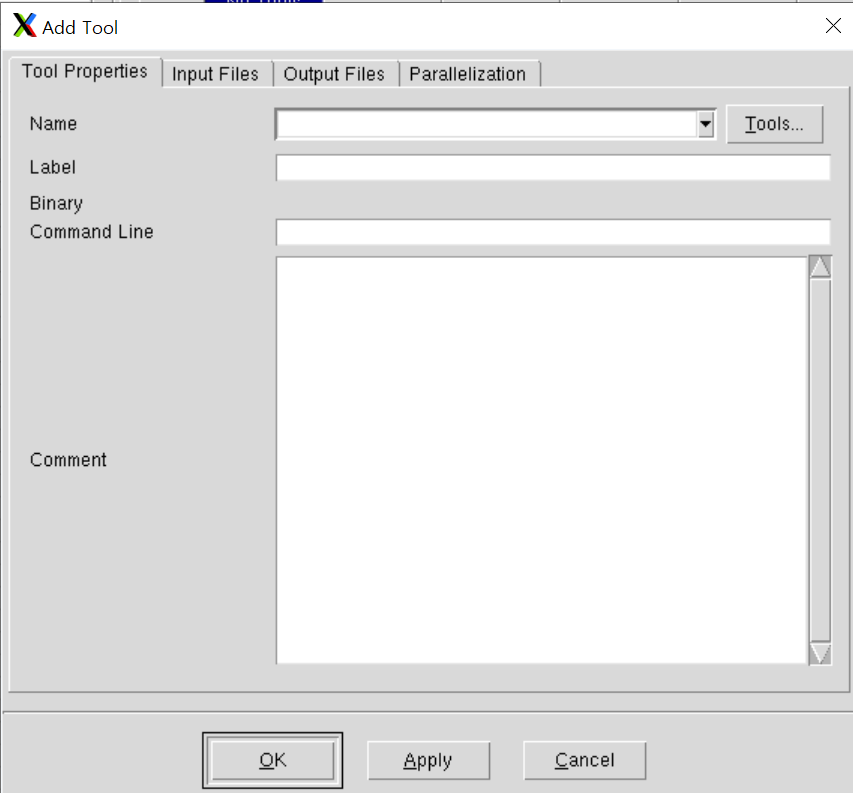 Add Tool
Tool Properties Input Files Output Files Parallelization
Name Tools...
Label
Binary
Command Line
Comment
OK Apply Cancel